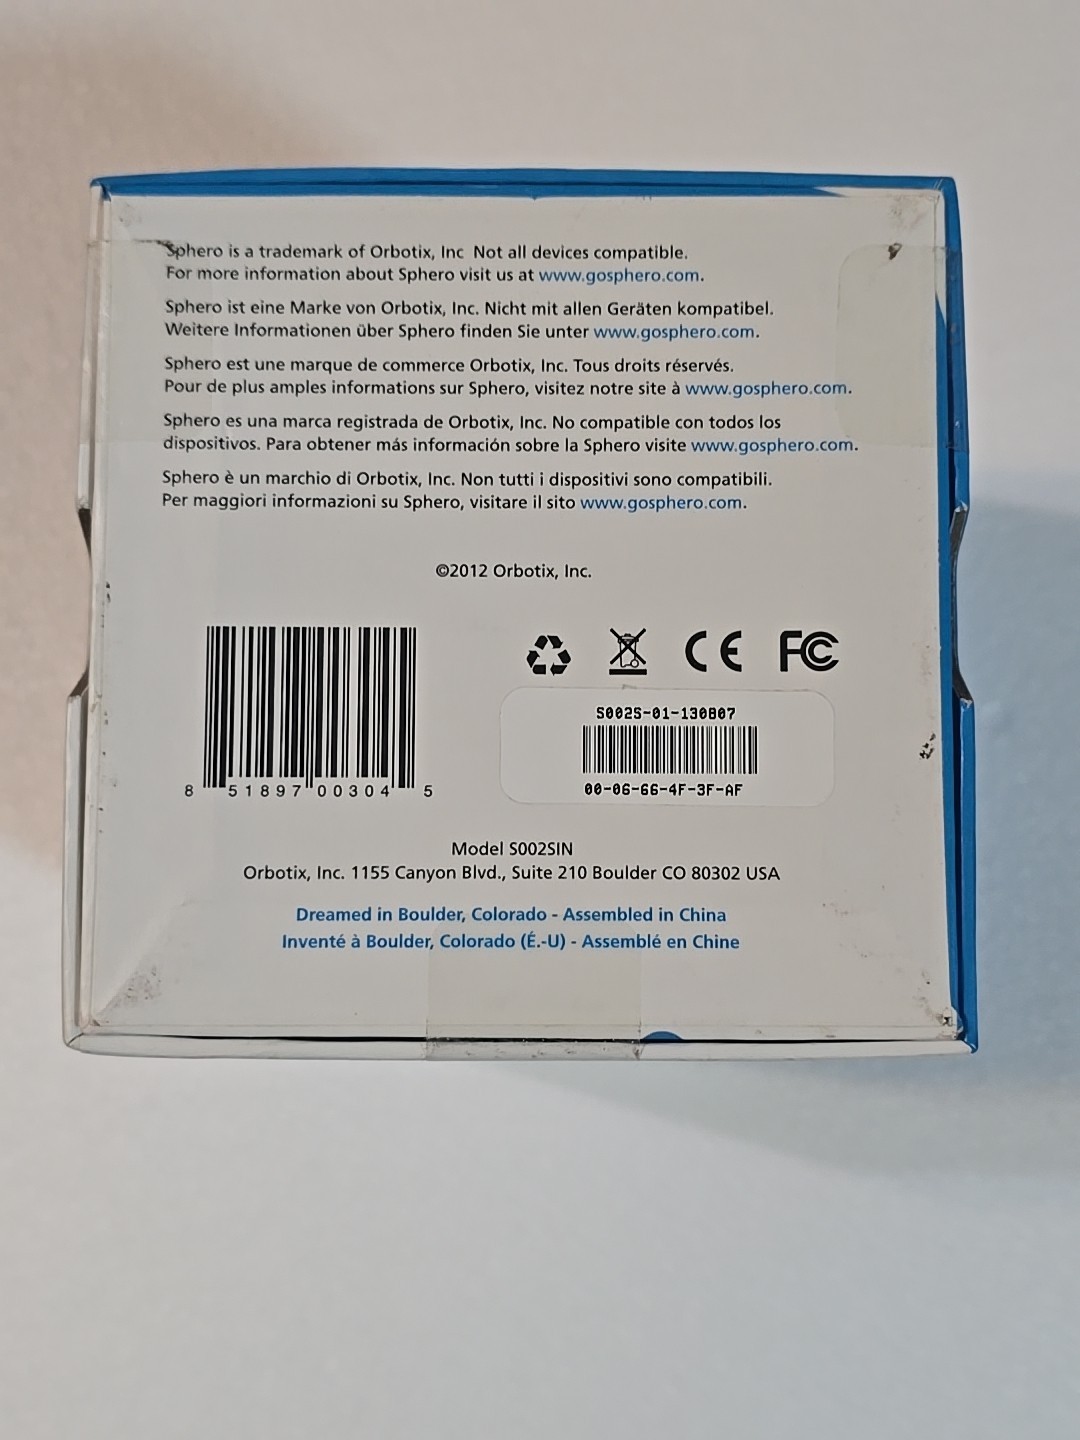 Sphero is a trademark of Orbotix, Inc Not all devices compatible.
For more information about Sphero visit us at www.gosphero.com.
Sphero ist eine Marke von Orbotix, Inc. Nicht mit allen Geräten kompatibel.
Weitere Informationen über Sphero finden Sie unter www.gosphero.com.
Sphero est une marque de commerce Orbotix, Inc. Tous droits réservés.
Pour de plus amples informations sur Sphero, visitez notre site à www.gosphero.com.
Sphero es una marca registrada de Orbotix, Inc. No compatible con todos los
dispositivos. Para obtener más información sobre la Sphero visite www.gosphero.com.
Sphero è un marchio di Orbotix, Inc. Non tutti i dispositivi sono compatibili.
Per maggiori informazioni su Sphero, visitare il sito www.gosphero.com.
©2012 Orbotix, Inc.
CE FC
S002S-01-130807
8 51897 00304 5
00-06-66-4F-3F-AF
Model S002SIN
Orbotix, Inc. 1155 Canyon Blvd., Suite 210 Boulder CO 80302 USA
Dreamed in Boulder, Colorado - Assembled in China
Inventé à Boulder, Colorado (É.-U) - Assemblé en Chine